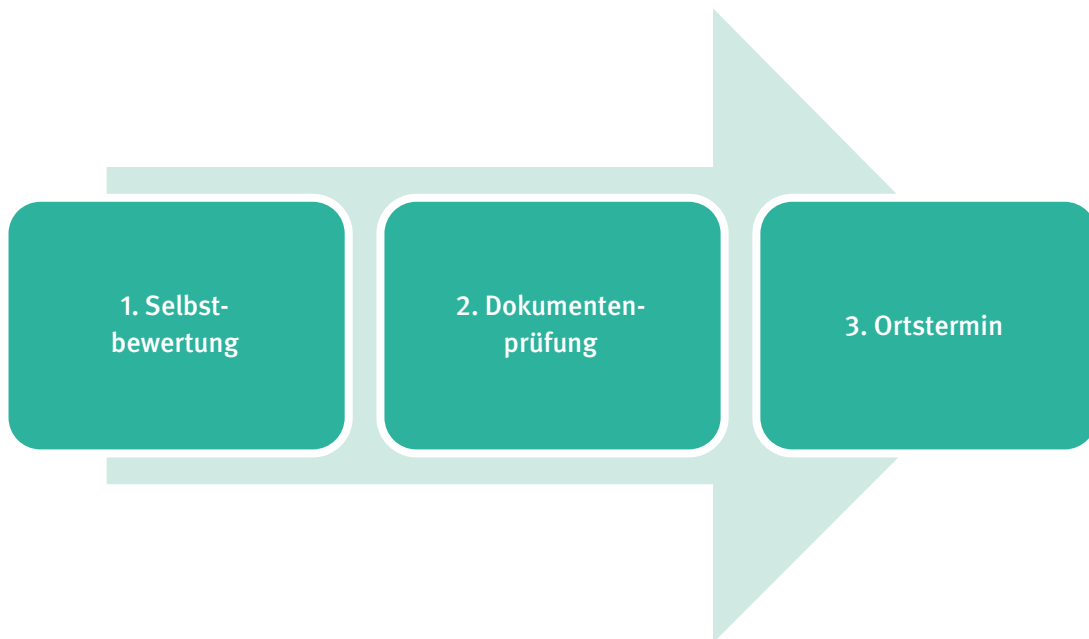 1. Selbst-
bewertung
2. Dokumenten-
prüfung
3. Ortstermin